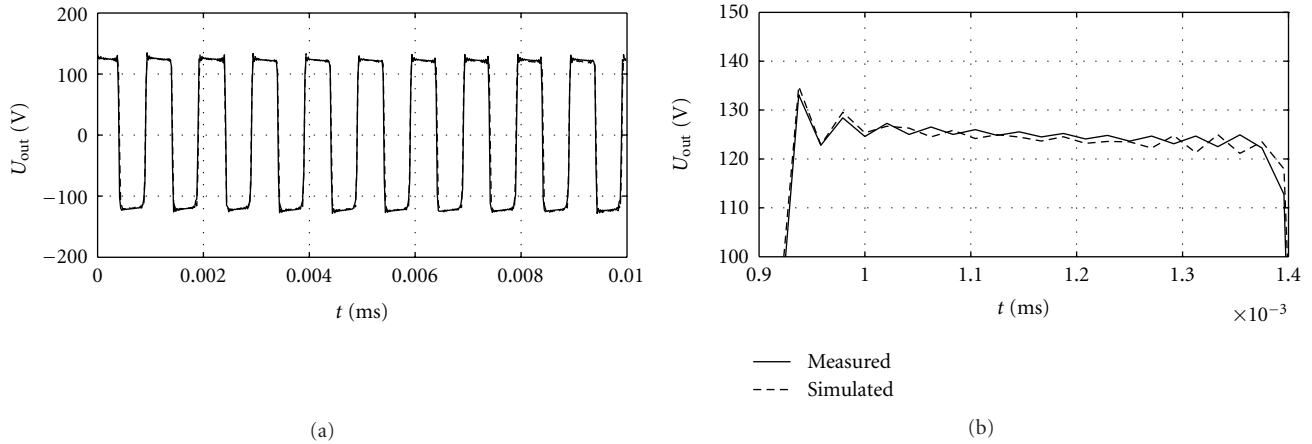 200
100
0
−100
−200
U_out (V)
0 0.002 0.004 0.006 0.008 0.01
t (ms)
(a)
150
140
130
120
110
100
U_out (V)
0.9 1 1.1 1.2 1.3 1.4
×10⁻³
t (ms)
Measured
Simulated
(b)